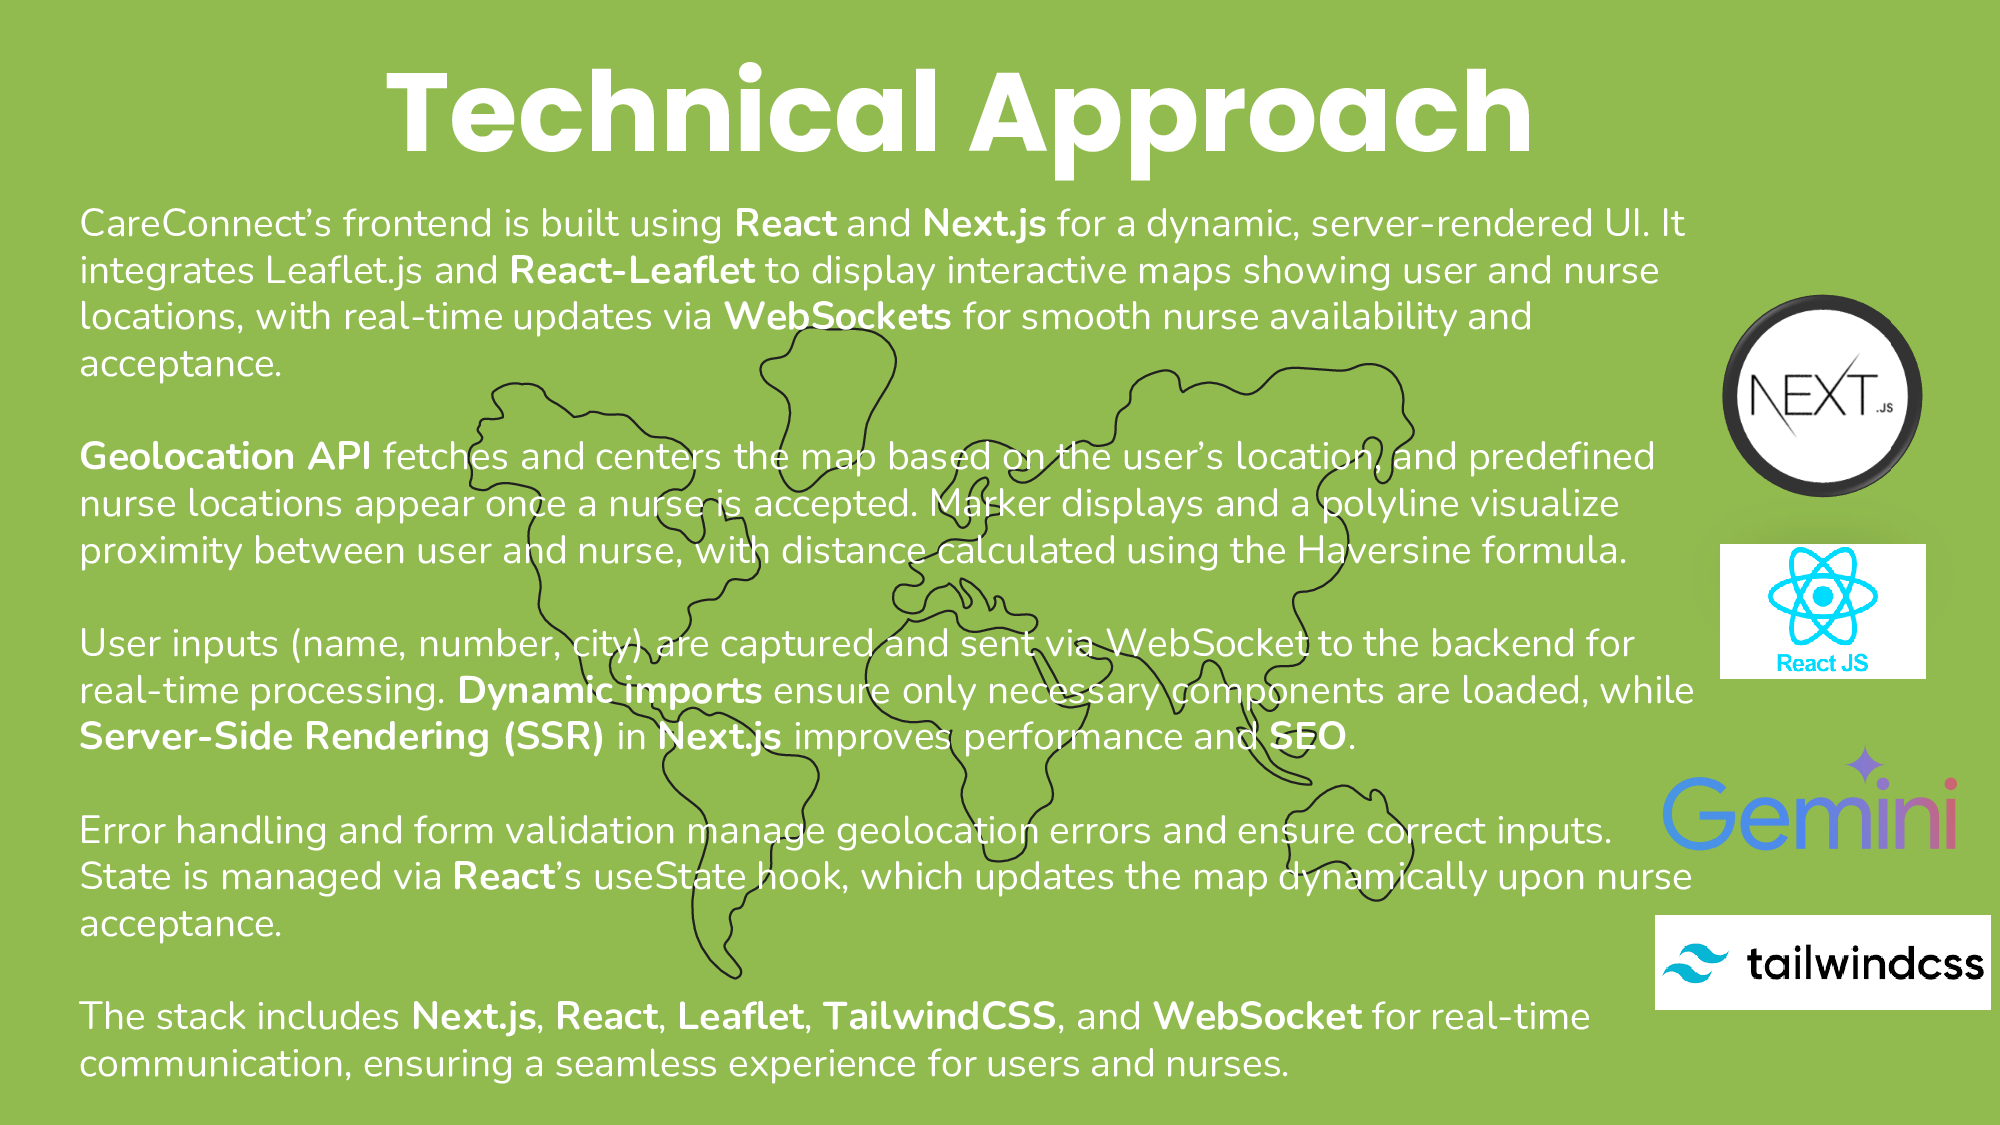 Technical Approach
CareConnect’s frontend is built using React and Next.js for a dynamic, server-rendered UI. It
integrates Leaflet.js and React-Leaflet to display interactive maps showing user and nurse
locations, with real-time updates via WebSockets for smooth nurse availability and
acceptance.
Geolocation API fetches and centers the map based on the user’s location, and predefined
nurse locations appear once a nurse is accepted. Marker displays and a polyline visualize
proximity between user and nurse, with distance calculated using the Haversine formula.
User inputs (name, number, city) are captured and sent via WebSocket to the backend for
real-time processing. Dynamic imports ensure only necessary components are loaded, while
Server-Side Rendering (SSR) in Next.js improves performance and SEO.
Error handling and form validation manage geolocation errors and ensure correct inputs.
State is managed via React’s useState hook, which updates the map dynamically upon nurse
acceptance.
The stack includes Next.js, React, Leaflet, TailwindCSS, and WebSocket for real-time
communication, ensuring a seamless experience for users and nurses.
NEXT.JS
React JS
Gemini
tailwindcss